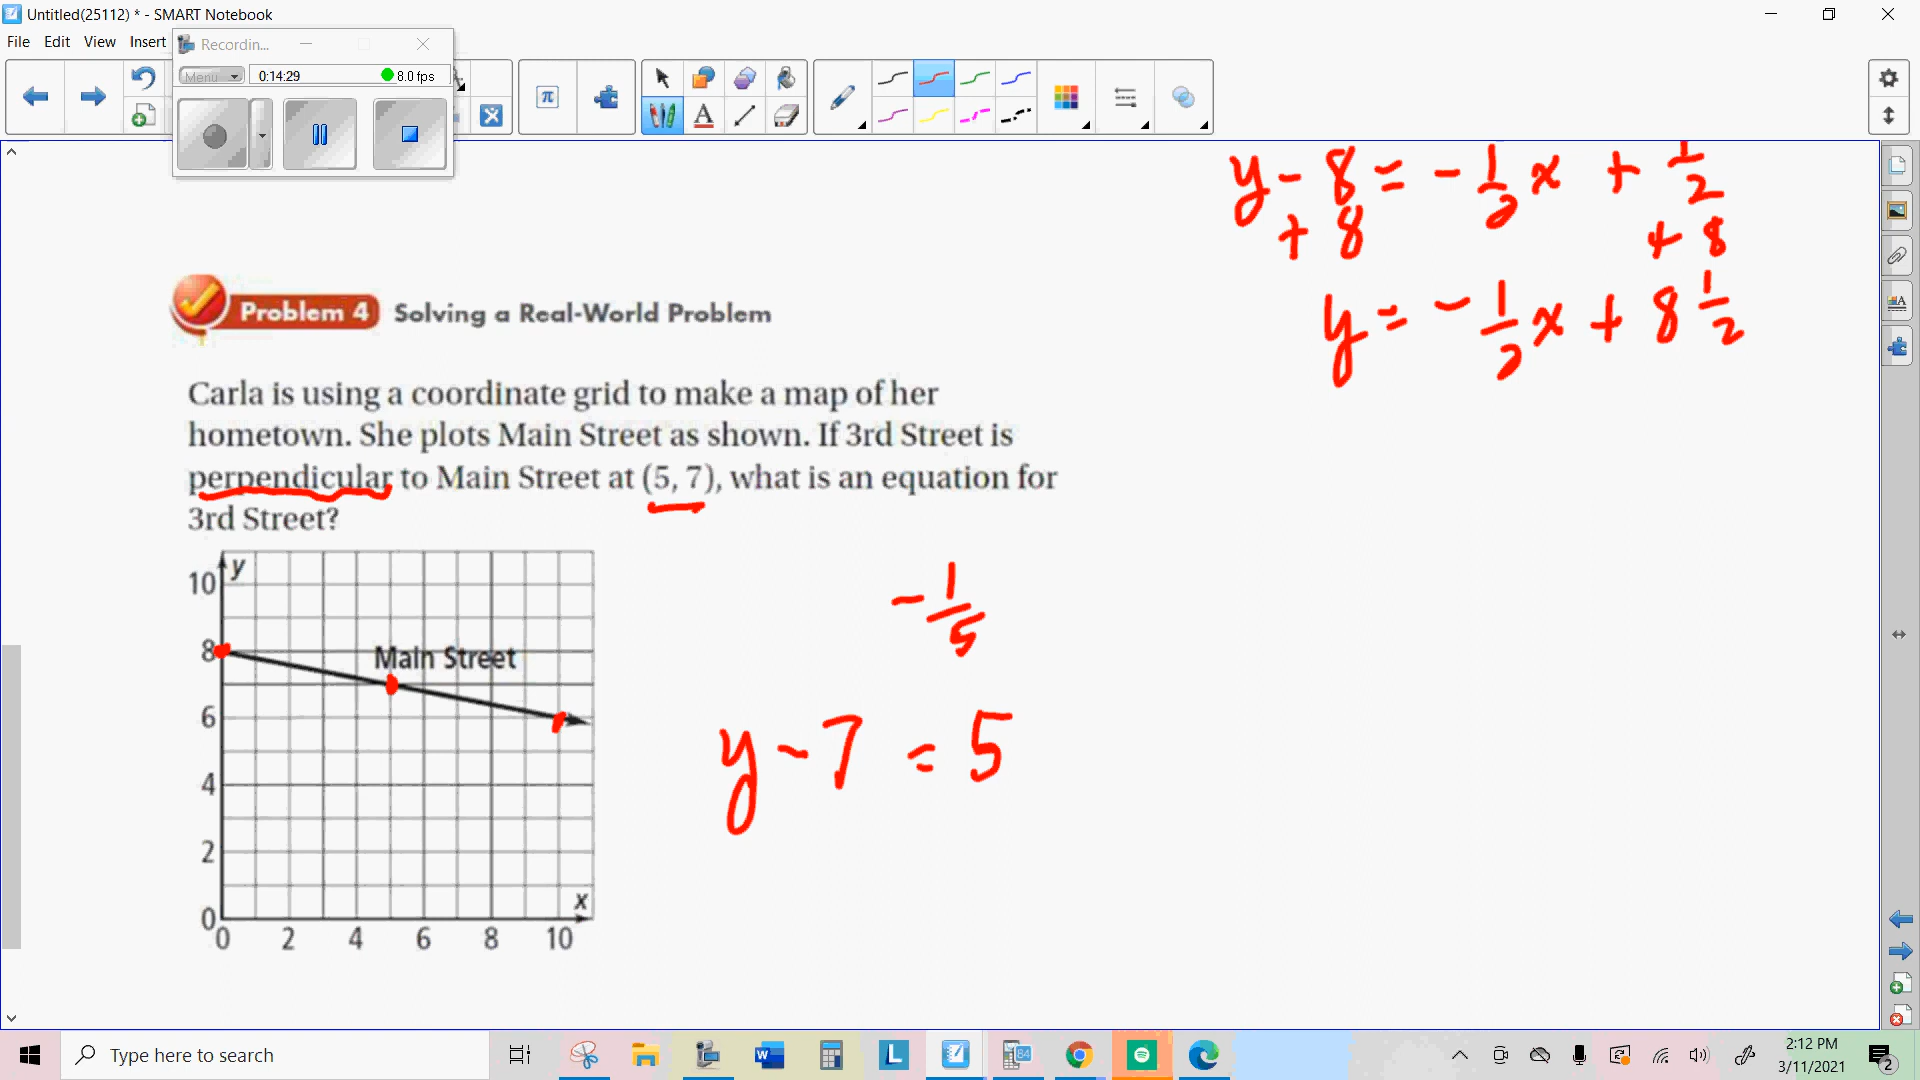 Untitled(25112) * - SMART Notebook
File Edit View Insert
Recordin...
Menu 0:14:29 8.0 fps
π
A
y - 8 = - 1/2 x + 1/2
+ 8 + 8
y = - 1/2 x + 8 1/2
Problem 4 Solving a Real-World Problem
Carla is using a coordinate grid to make a map of her
hometown. She plots Main Street as shown. If 3rd Street is
perpendicular to Main Street at (5, 7), what is an equation for
3rd Street?
y
10
8
Main Street
6
4
2
x
0
0 2 4 6 8 10
- 1/5
y - 7 = 5
Type here to search
W
L
84
2:12 PM
3/11/2021
2